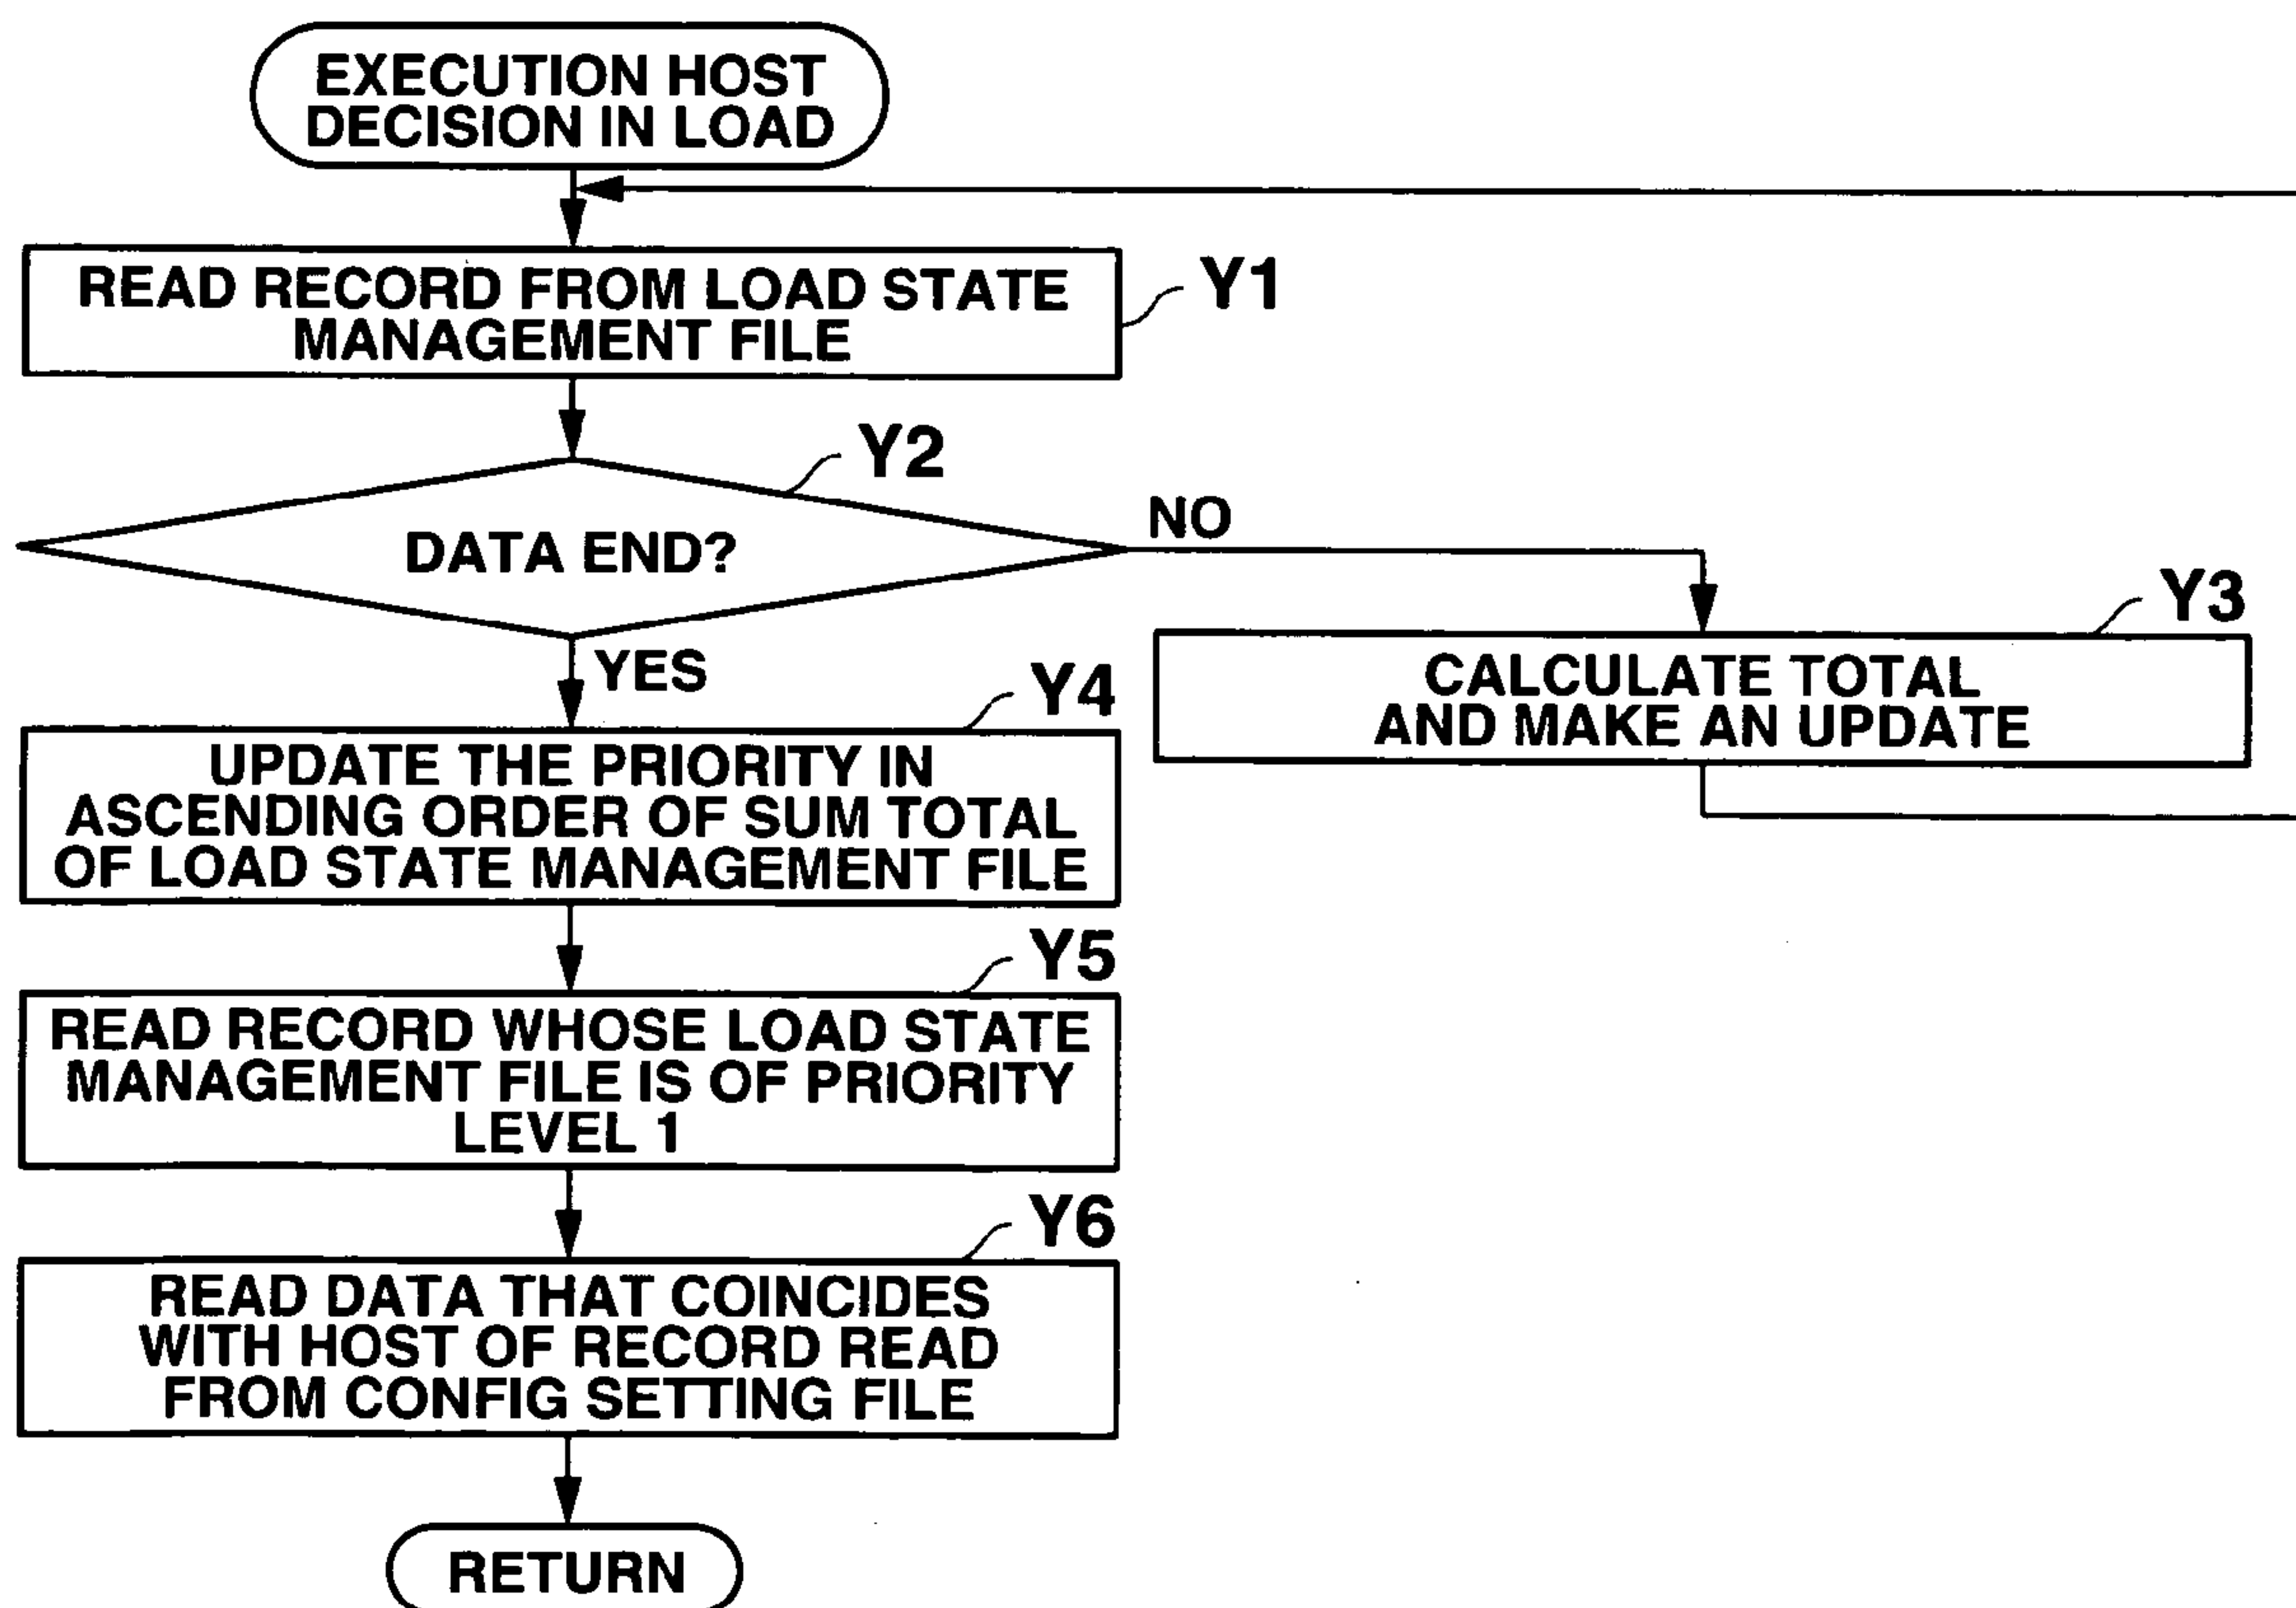 EXECUTION HOST
DECISION IN LOAD
READ RECORD FROM LOAD STATE
MANAGEMENT FILE
Y1
Y2
DATA END?
NO
YES
Y3
CALCULATE TOTAL
AND MAKE AN UPDATE
Y4
UPDATE THE PRIORITY IN
ASCENDING ORDER OF SUM TOTAL
OF LOAD STATE MANAGEMENT FILE
Y5
READ RECORD WHOSE LOAD STATE
MANAGEMENT FILE IS OF PRIORITY
LEVEL 1
Y6
READ DATA THAT COINCIDES
WITH HOST OF RECORD READ
FROM CONFIG SETTING FILE
RETURN